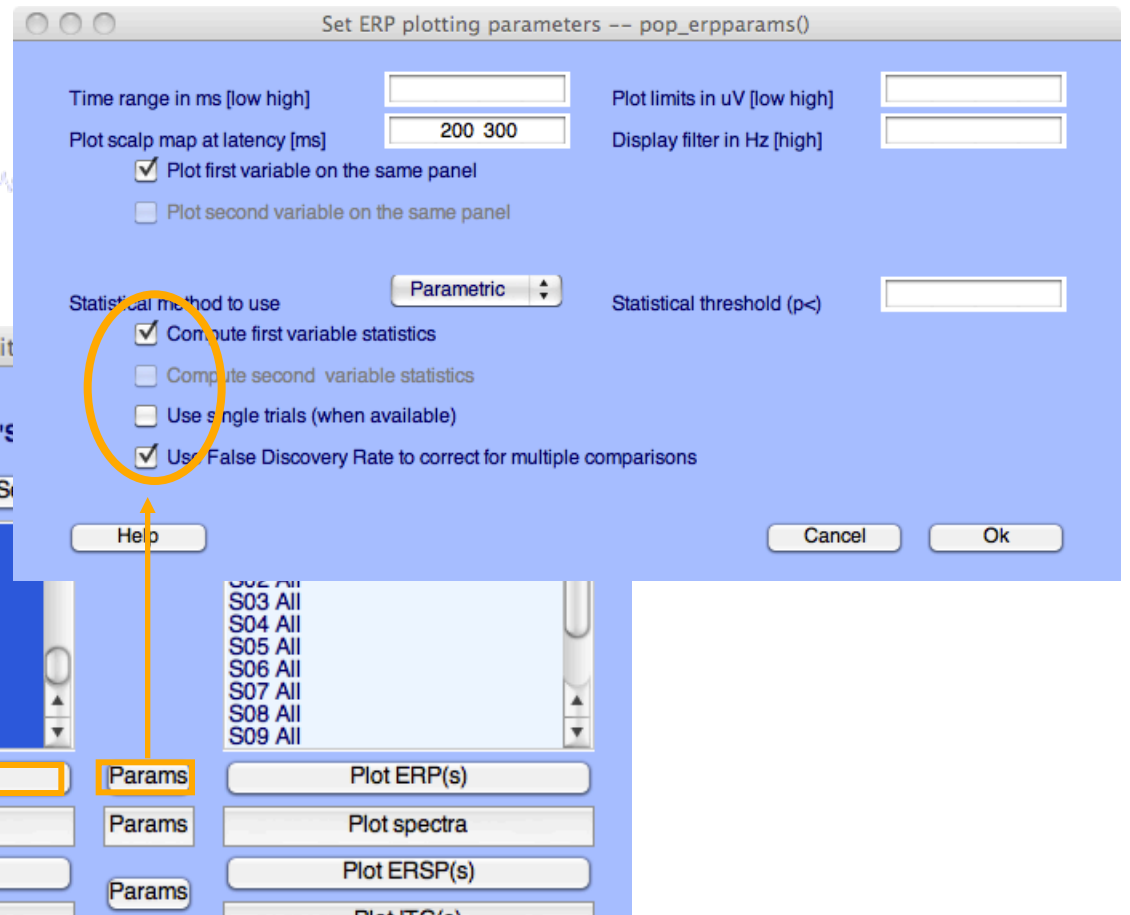 Set ERP plotting parameters -- pop_erpparams()
Time range in ms [low high]
Plot limits in uV [low high]
Plot scalp map at latency [ms] 200 300
Display filter in Hz [high]
Plot first variable on the same panel
Plot second variable on the same panel
Statistical method to use Parametric
Statistical threshold (p<)
Compute first variable statistics
Compute second variable statistics
Use single trials (when available)
Use False Discovery Rate to correct for multiple comparisons
Help Cancel Ok
S02 All
S03 All
S04 All
S05 All
S06 All
S07 All
S08 All
S09 All
Params Plot ERP(s)
Params Plot spectra
Plot ERSP(s)
Params
Plot ITC(s)